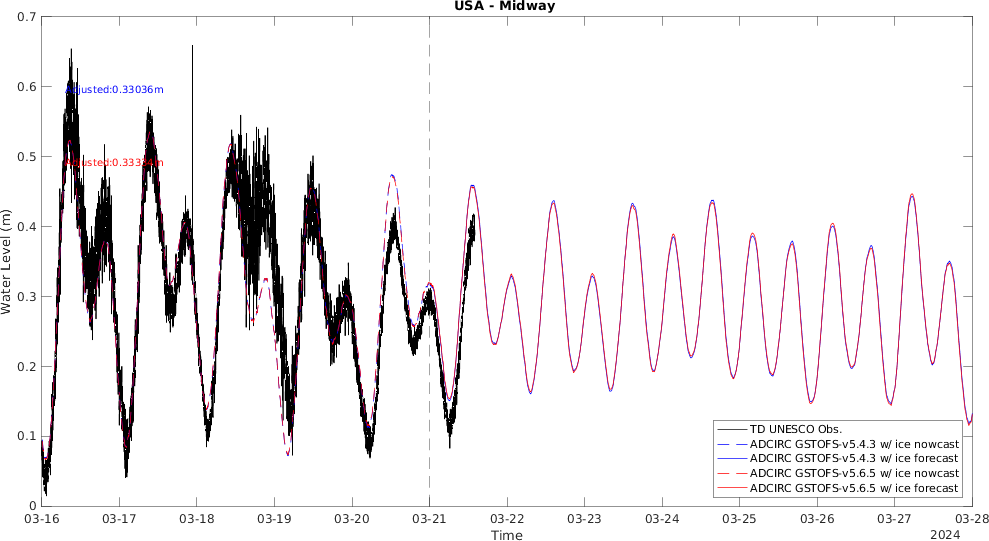 USA - Midway
0.7
0.6
0.5
0.4
0.3
0.2
0.1
0
Water Level (m)
Adjusted:0.33036m
Adjusted:0.33334m
TD UNESCO Obs.
ADCIRC GSTOFS-v5.4.3 w/ ice nowcast
ADCIRC GSTOFS-v5.4.3 w/ ice forecast
ADCIRC GSTOFS-v5.6.5 w/ ice nowcast
ADCIRC GSTOFS-v5.6.5 w/ ice forecast
03-16 03-17 03-18 03-19 03-20 03-21 03-22 03-23 03-24 03-25 03-26 03-27 03-28
Time
2024